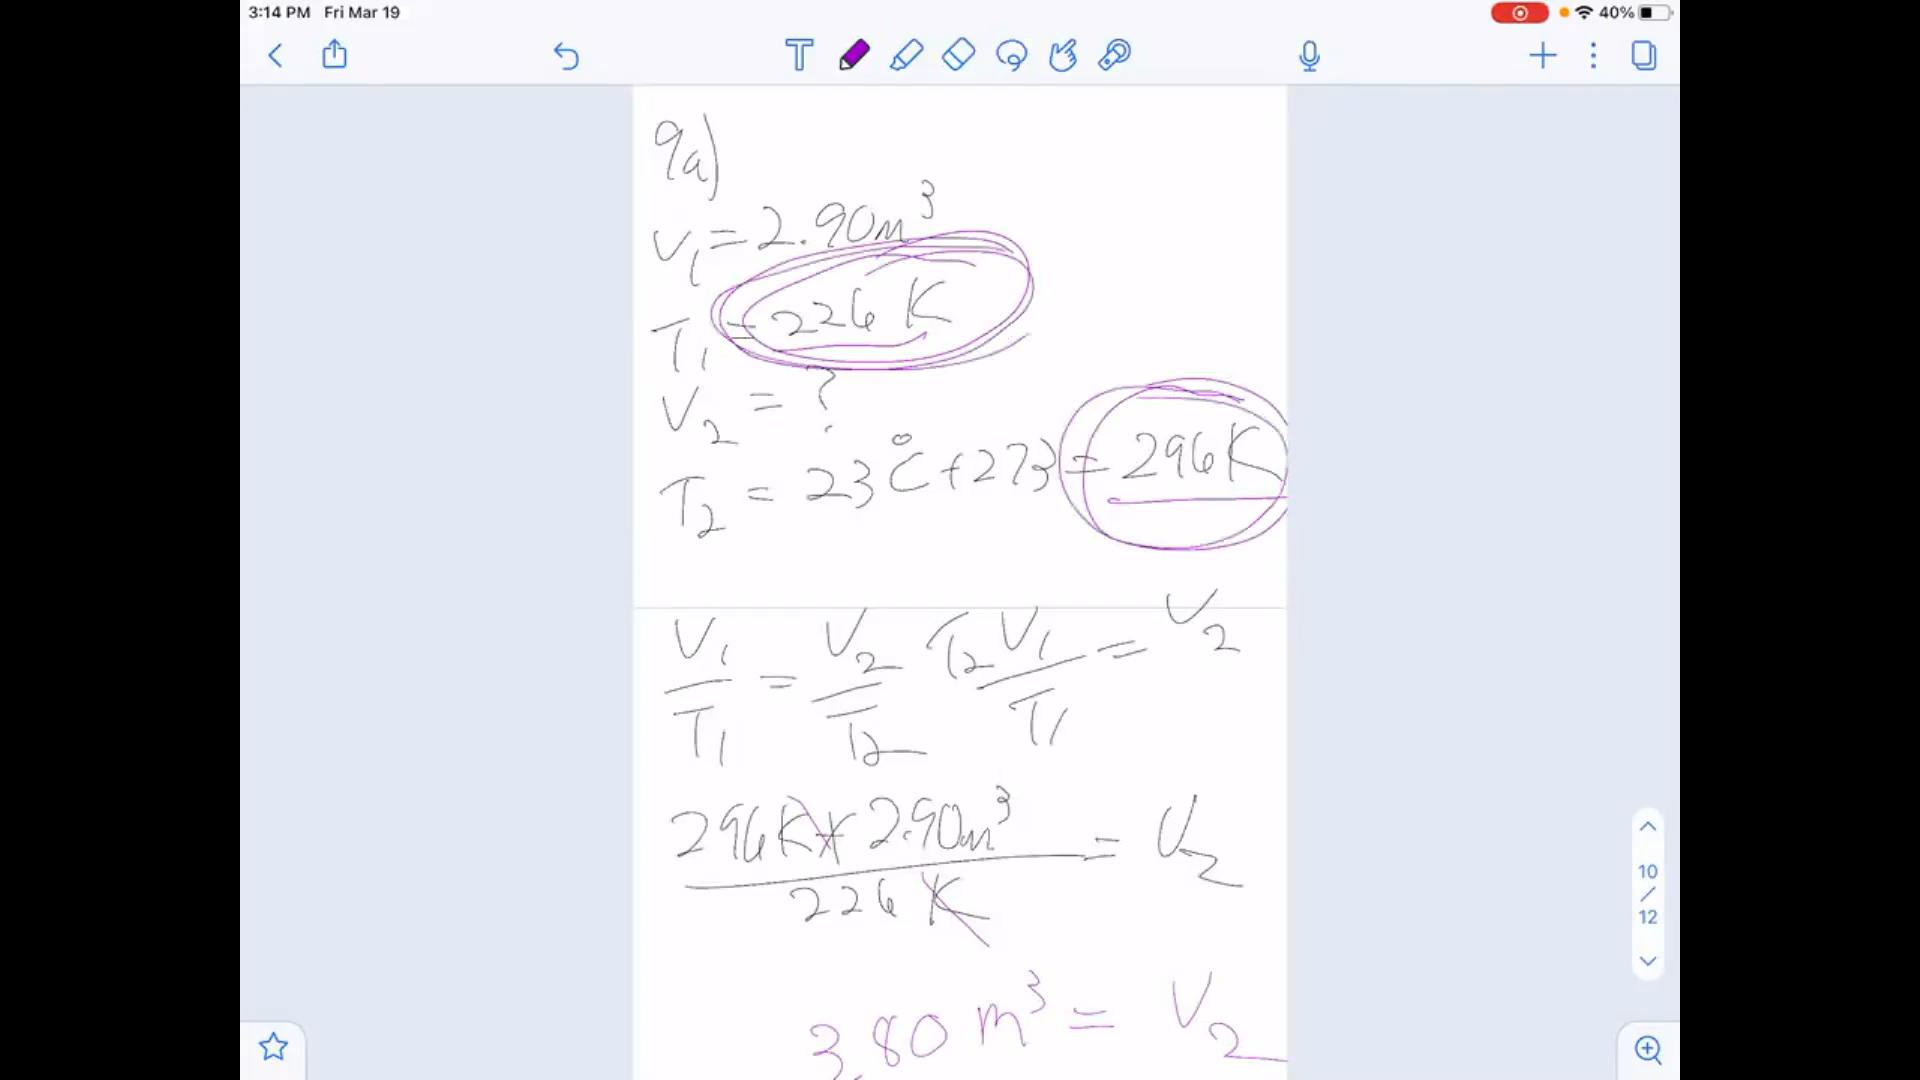 3:14 PM Fri Mar 19
40%
T
9a)
V1 = 2.90m³
T1 = 226 K
V2 = ?
T2 = 23°C + 273 = 296K
V1/T1 = V2/T2 T2V1/T1 = V2
296K * 2.90m³ = V2
226 K
3.80 m³ = V2
10
/
12